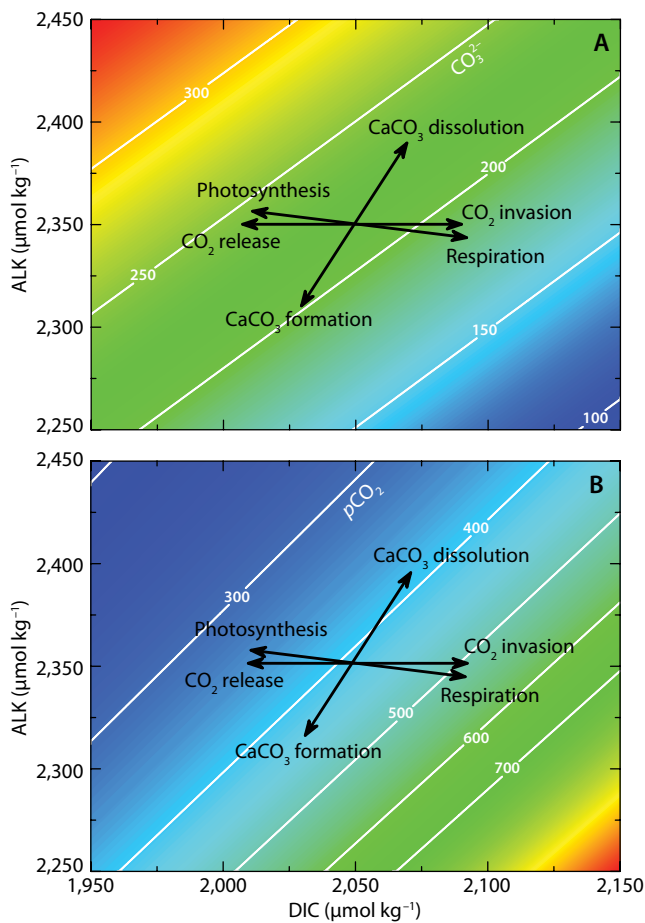 2,450
A
CO₃²⁻
300
2,400
CaCO₃ dissolution
200
Photosynthesis
ALK (µmol kg⁻¹)
2,350
CO₂ invasion
CO₂ release
Respiration
250
CaCO₃ formation
150
2,300
100
2,250
2,450
B
pCO₂
400
2,400
CaCO₃ dissolution
300
Photosynthesis
ALK (µmol kg⁻¹)
2,350
CO₂ invasion
CO₂ release
Respiration
500
CaCO₃ formation
600
2,300
700
2,250
1,950 2,000 2,050 2,100 2,150
DIC (µmol kg⁻¹)